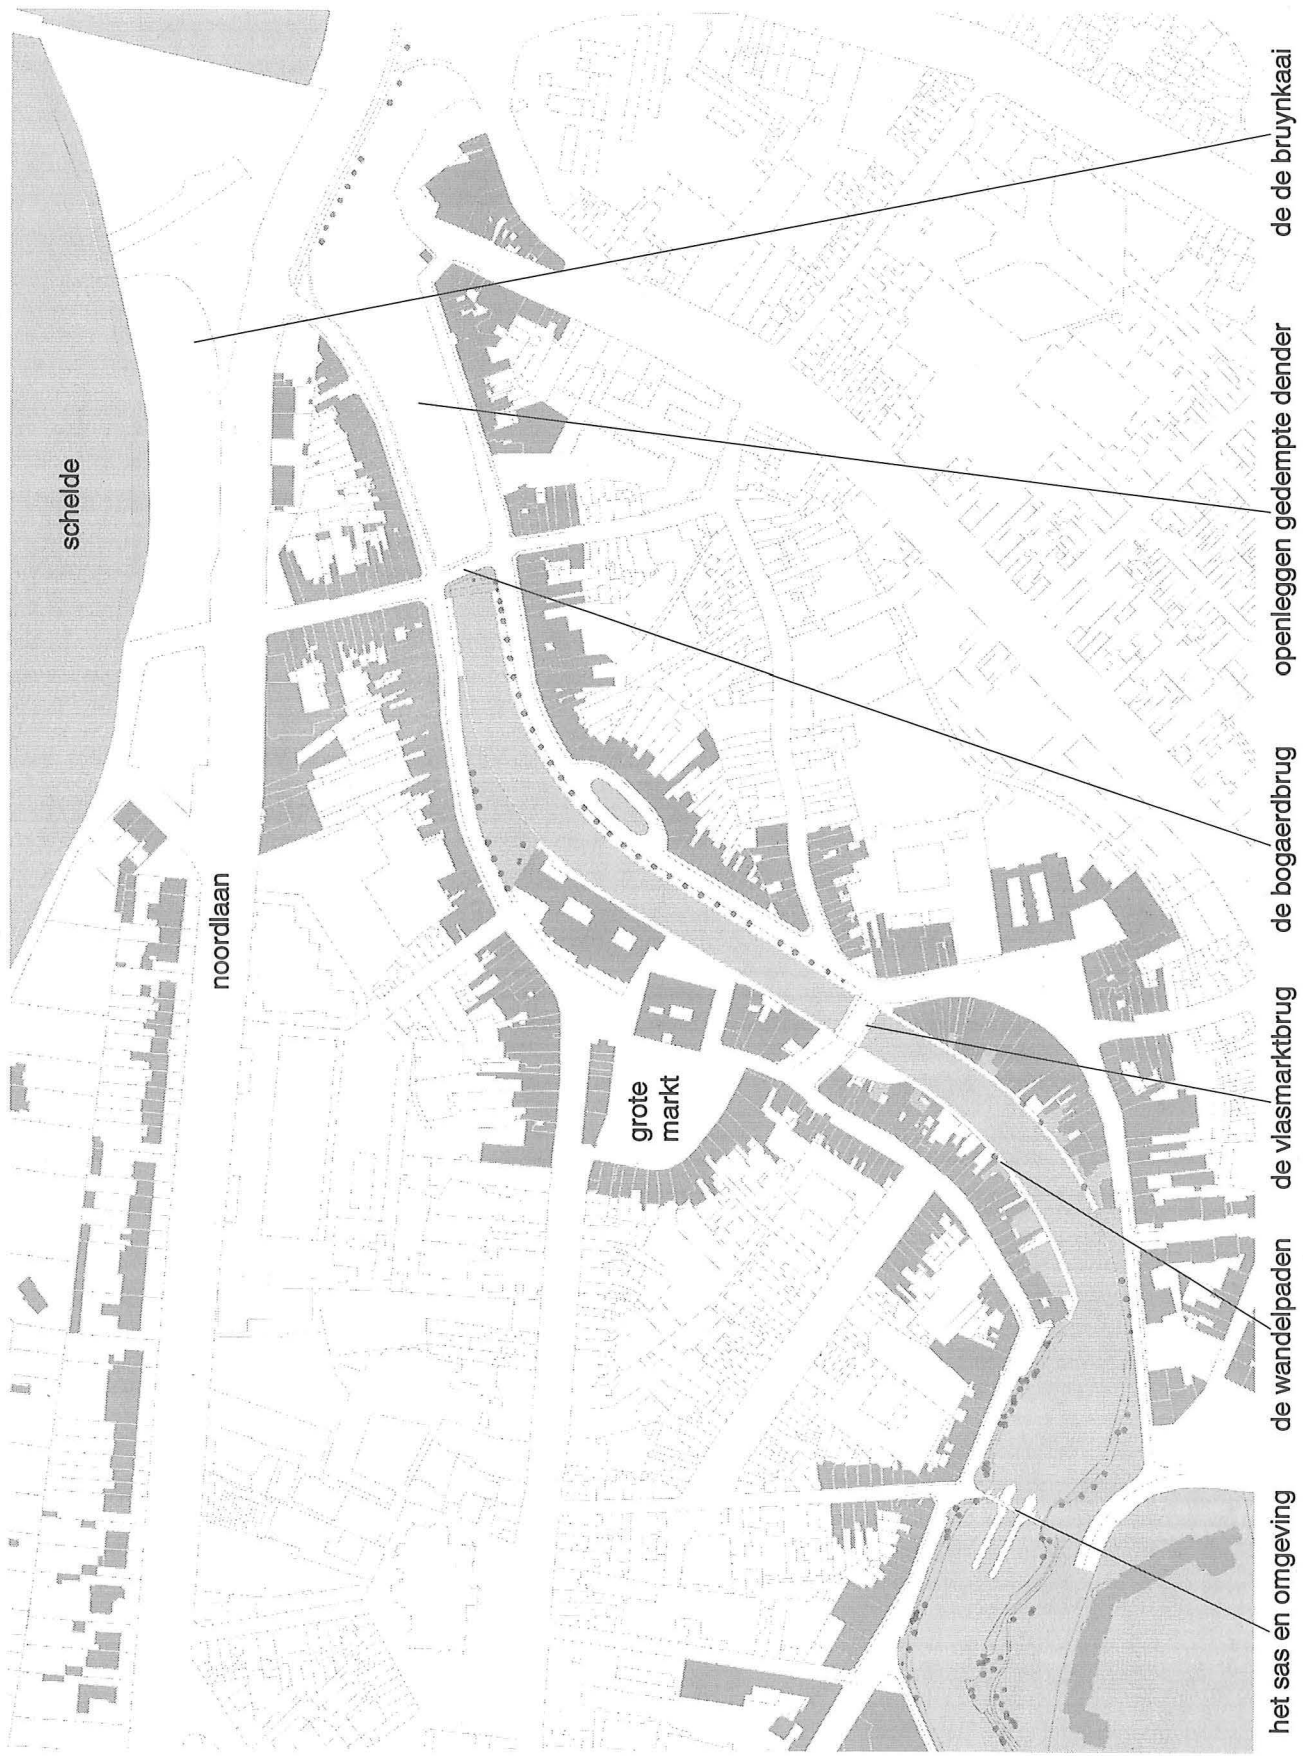 schelde
noordlaan
grote
markt
het sas en omgeving
de wandelpaden
de vlasmarktbrug
de bogaerdbrug
openleggen gedempte dender
de de bruynkaai